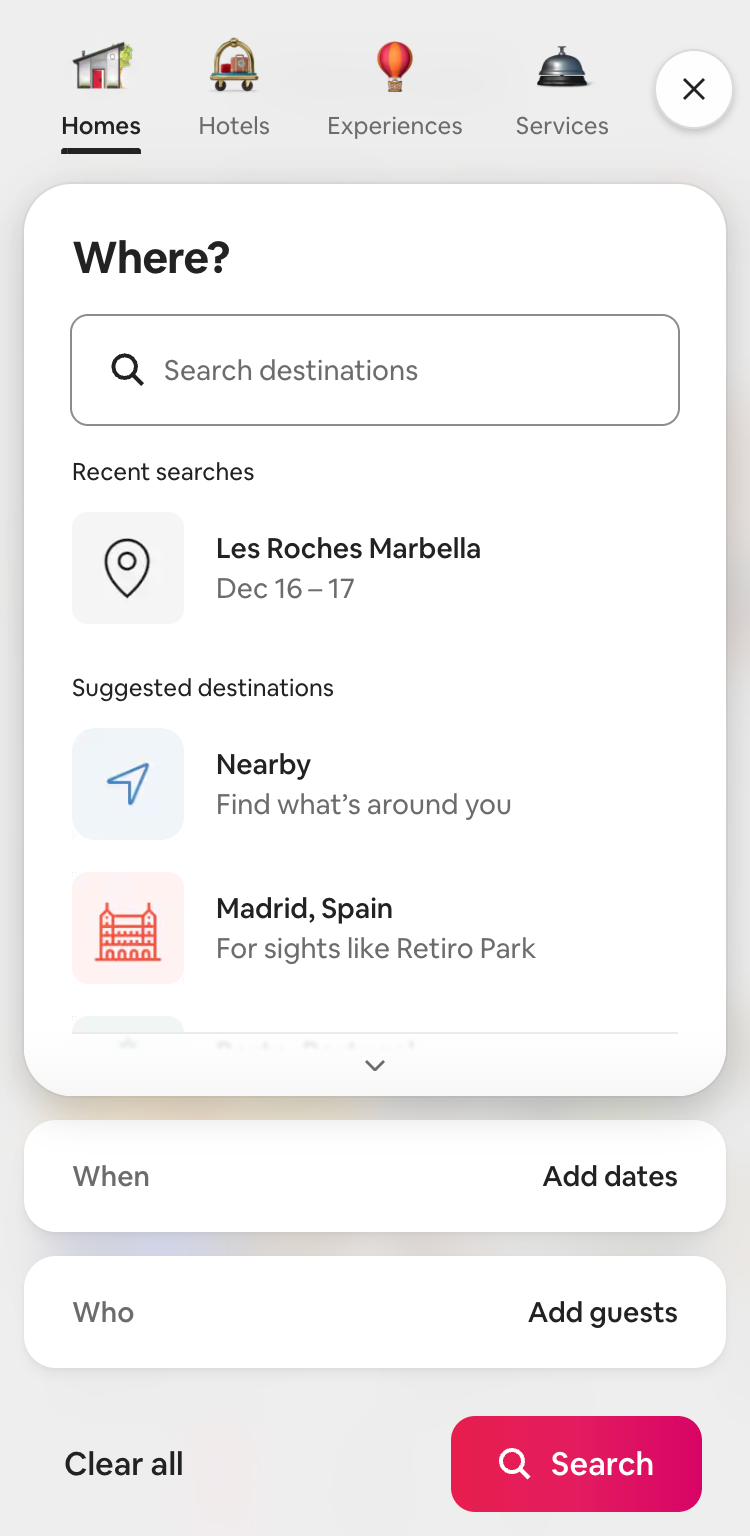 Homes
Hotels
Experiences
Services
Where?
Search destinations
Recent searches
Les Roches Marbella
Dec 16 – 17
Suggested destinations
Nearby
Find what’s around you
Madrid, Spain
For sights like Retiro Park
When
Add dates
Who
Add guests
Clear all
Search